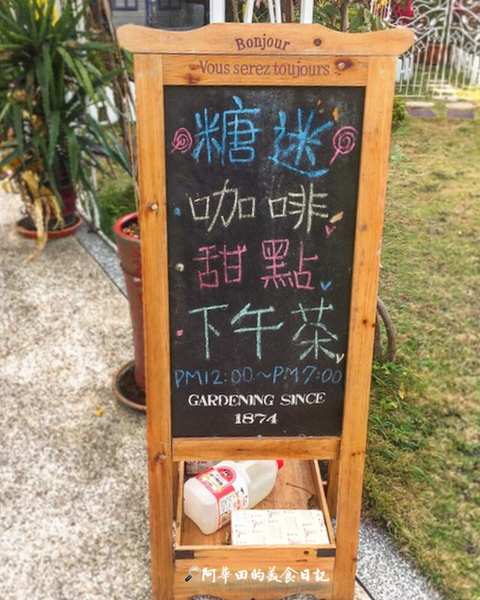 Bonjour
Vous serez toujours
糖迷
咖啡
甜點
下午茶
PM12:00~PM7:00
GARDENING SINCE
1874
阿華田的美食日記